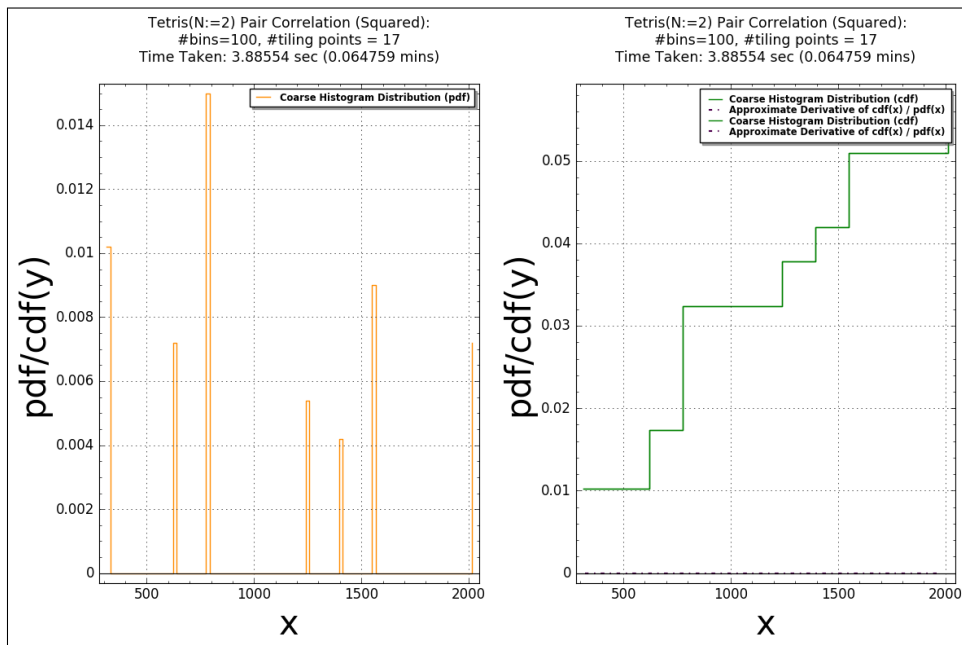 Tetris(N:=2) Pair Correlation (Squared):
#bins=100, #tiling points = 17
Time Taken: 3.88554 sec (0.064759 mins)
Coarse Histogram Distribution (pdf)
0.014
0.012
0.01
0.008
0.006
0.004
0.002
0
pdf/cdf(y)
500
1000
1500
2000
x
Tetris(N:=2) Pair Correlation (Squared):
#bins=100, #tiling points = 17
Time Taken: 3.88554 sec (0.064759 mins)
Coarse Histogram Distribution (cdf)
Approximate Derivative of cdf(x) / pdf(x)
Coarse Histogram Distribution (cdf)
Approximate Derivative of cdf(x) / pdf(x)
0.05
0.04
0.03
0.02
0.01
0
pdf/cdf(y)
500
1000
1500
2000
x